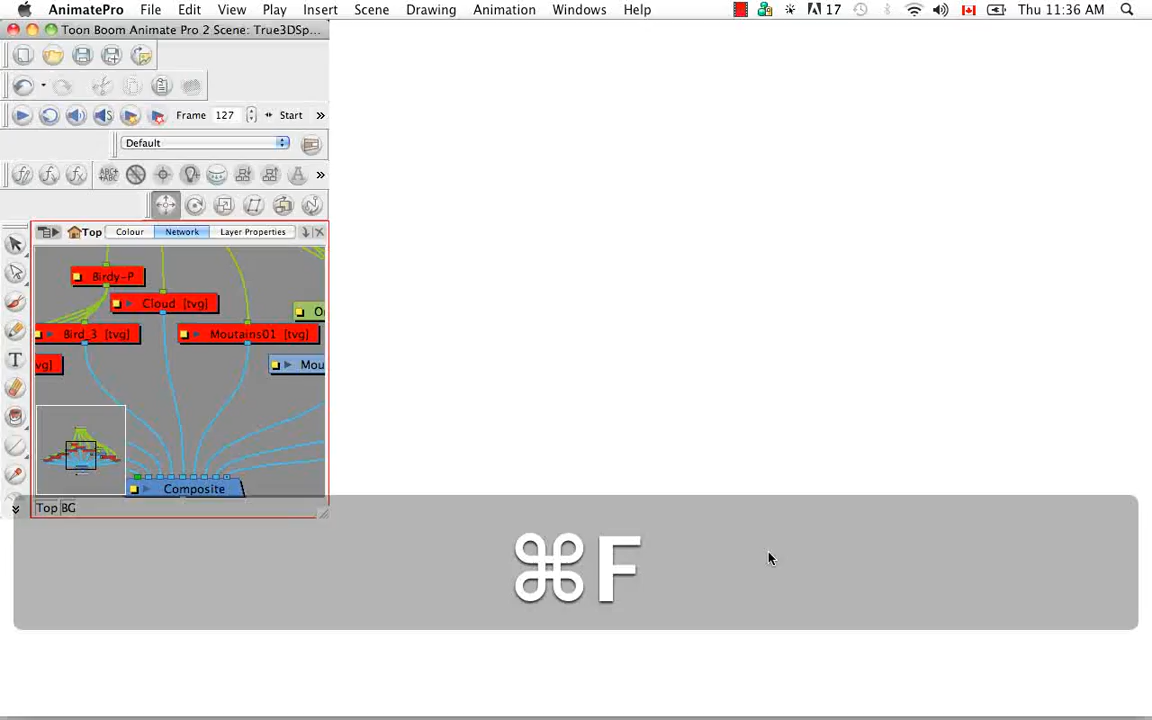 AnimatePro File Edit View Play Insert Scene Drawing Animation Windows Help 17 Thu 11:36 AM
Toon Boom Animate Pro 2 Scene: True3DSp...
Frame 127 Start »
Default
»
Top Colour Network Layer Properties
Birdy-P
Cloud [tvg]
Bird_3 [tvg] Moutains01 [tvg]
vg] Mou
Composite
Top BG
⌘F